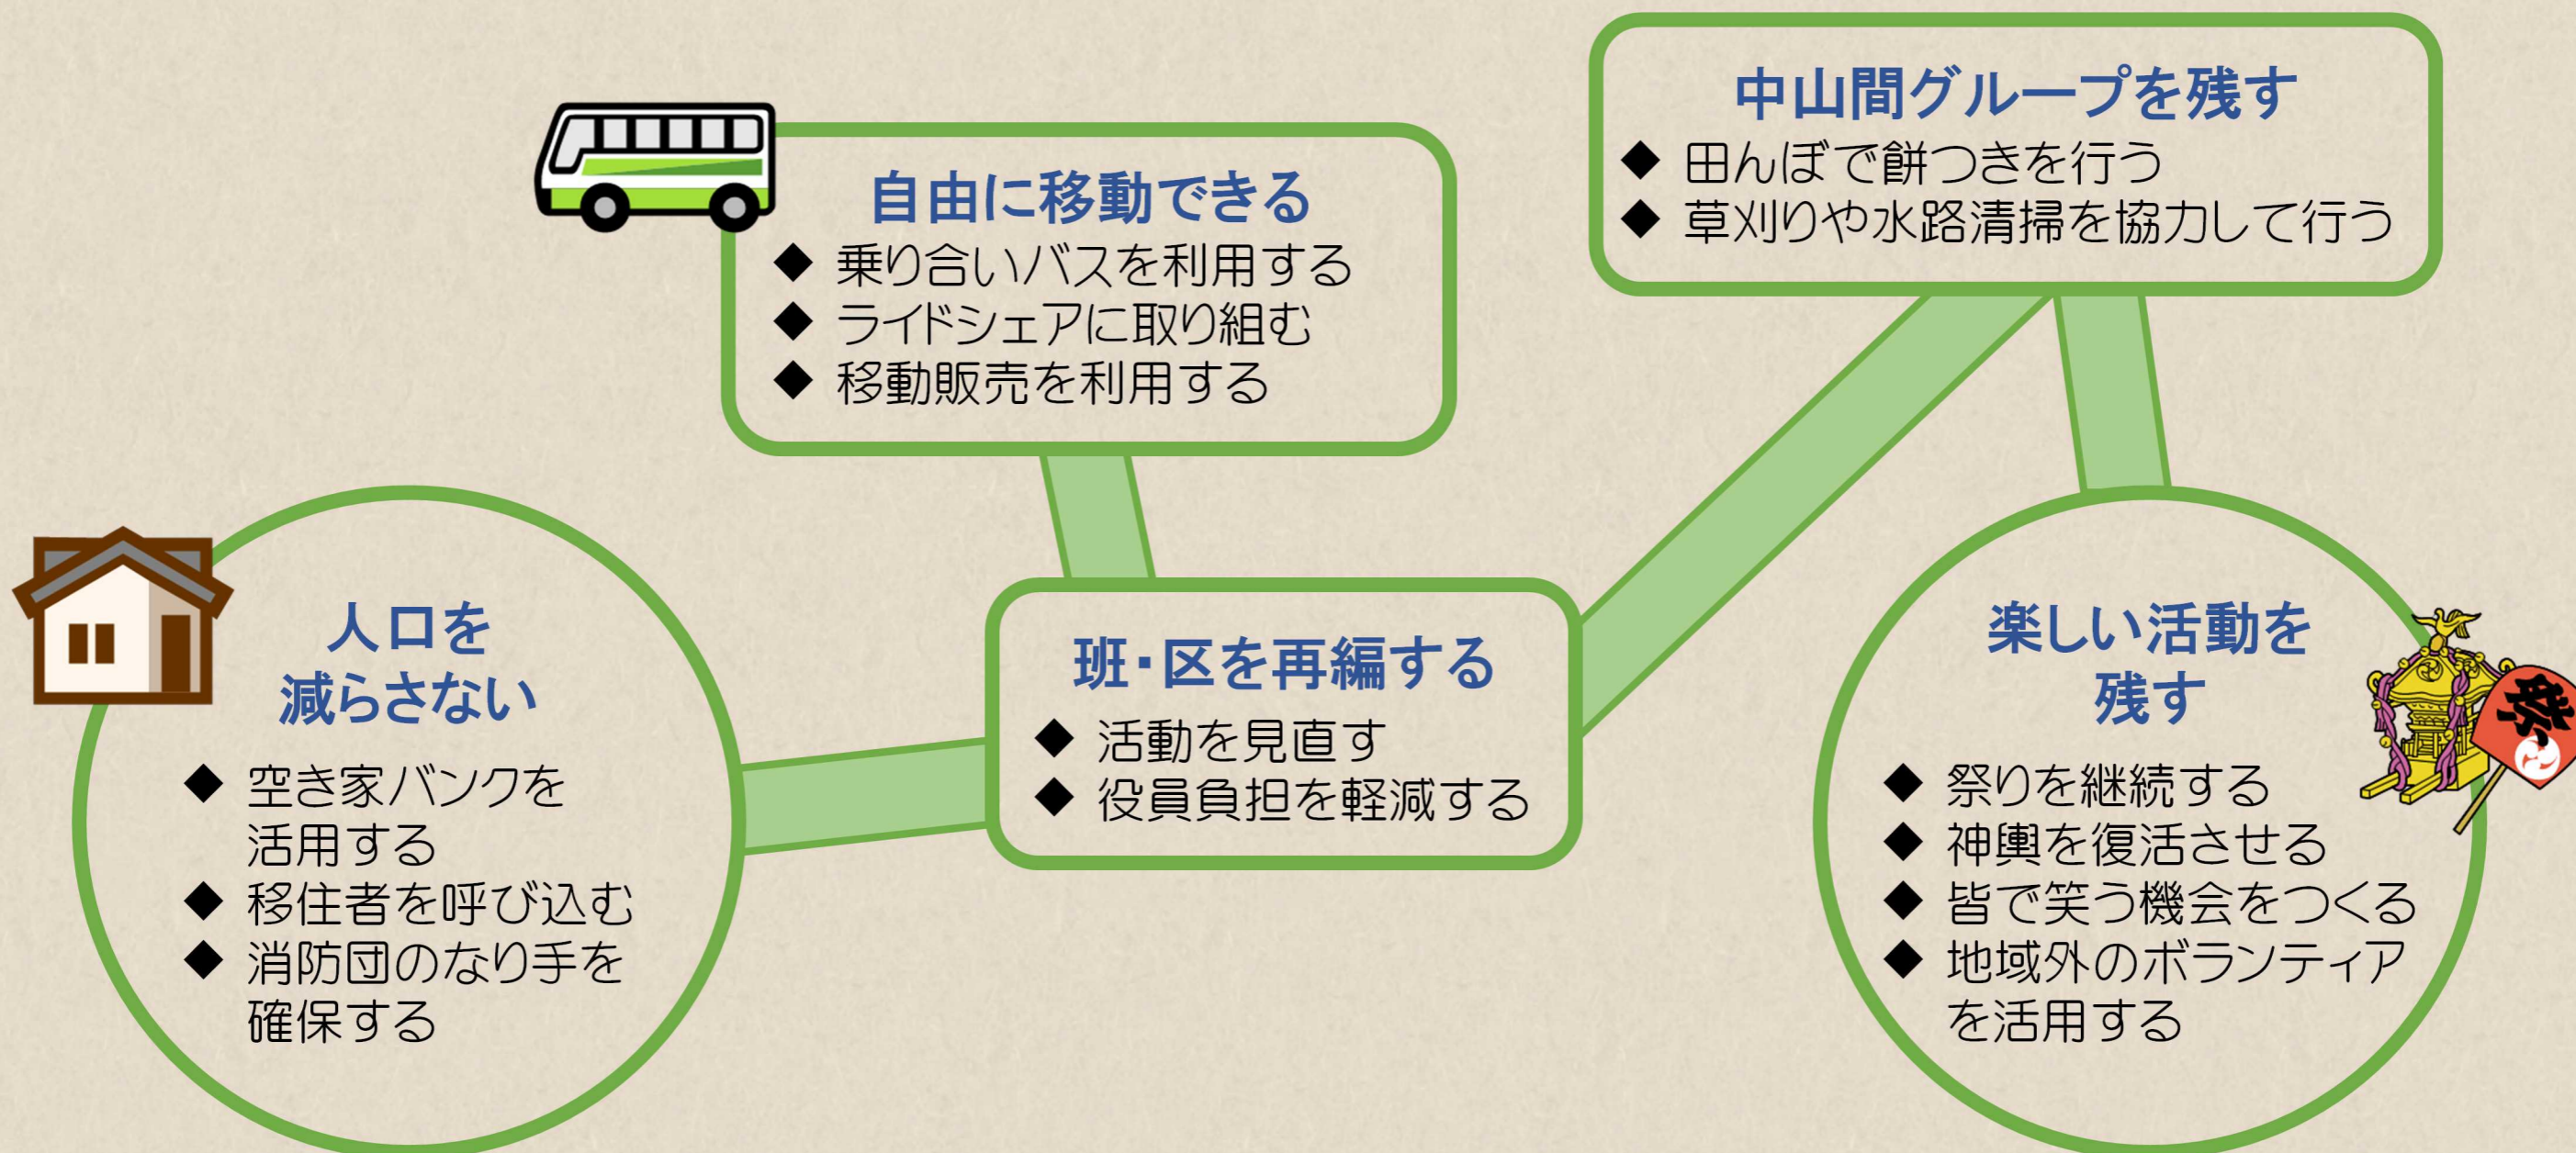 自由に移動できる
◆ 乗り合いバスを利用する
◆ ライドシェアに取り組む
◆ 移動販売を利用する
中山間グループを残す
◆ 田んぼで餅つきを行う
◆ 草刈りや水路清掃を協力して行う
人口を
減らさない
◆ 空き家バンクを
活用する
◆ 移住者を呼び込む
◆ 消防団のなり手を
確保する
班・区を再編する
◆ 活動を見直す
◆ 役員負担を軽減する
楽しい活動を
残す
◆ 祭りを継続する
◆ 神輿を復活させる
◆ 皆で笑う機会をつくる
◆ 地域外のボランティア
を活用する
祭